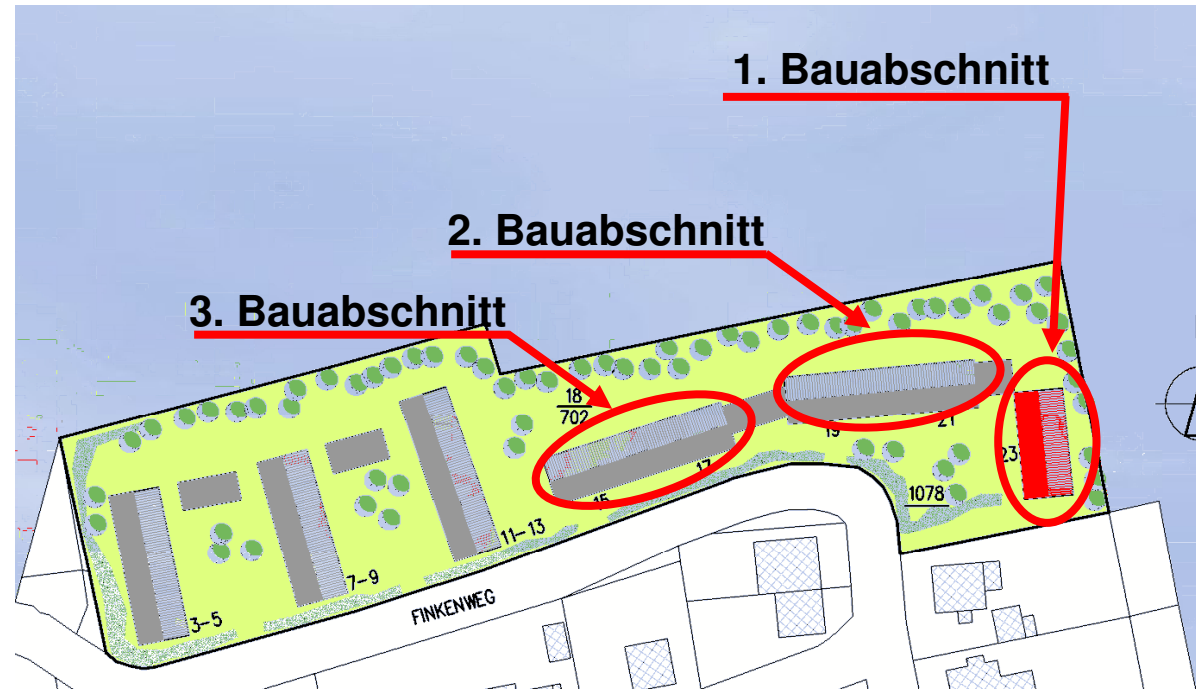 1. Bauabschnitt
2. Bauabschnitt
3. Bauabschnitt
18
702
19
21
23
17
15
1078
11-13
7-9
3-5
FINKENWEG